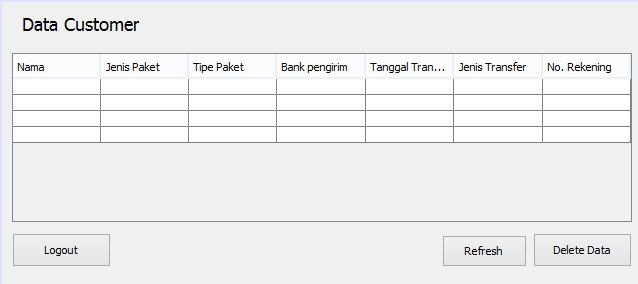 Data Customer
Nama Jenis Paket Tipe Paket Bank pengirim Tanggal Tran... Jenis Transfer No. Rekening
Logout Refresh Delete Data